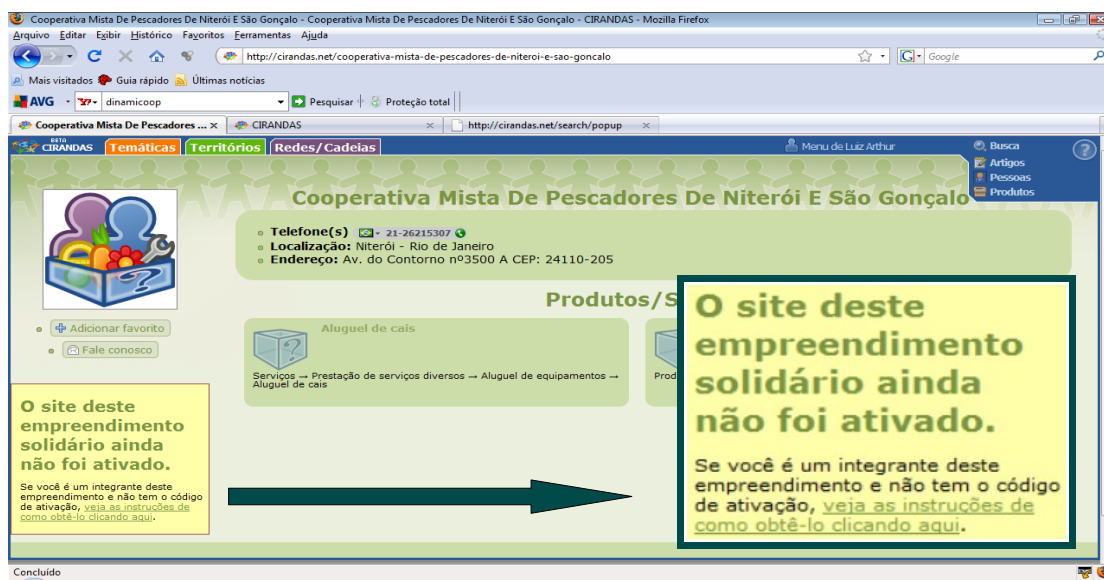 Cooperativa Mista De Pescadores De Niterói E São Gonçalo - Cooperativa Mista De Pescadores De Niterói E São Gonçalo - CIRANDAS - Mozilla Firefox
Arquivo Editar Exibir Histórico Favoritos Ferramentas Ajuda
http://cirandas.net/cooperativa-mista-de-pescadores-de-niteroi-e-sao-goncalo
Google
Mais visitados Guia rápido Últimas notícias
AVG dinamicoop Pesquisar Proteção total
Cooperativa Mista De Pescadores ... CIRANDAS http://cirandas.net/search/popup
BETA
CIRANDAS Temáticas Territórios Redes/Cadeias Menu de Luiz Arthur Busca
Artigos
Pessoas
Produtos
Cooperativa Mista De Pescadores De Niterói E São Gonçalo
Telefone(s) 21-26215307
Localização: Niterói - Rio de Janeiro
Endereço: Av. do Contorno nº3500 A CEP: 24110-205
Adicionar favorito
Fale conosco
Produtos/S
Aluguel de cais
Serviços → Prestação de serviços diversos → Aluguel de equipamentos →
Aluguel de cais
Prod
O site deste
empreendimento
solidário ainda
não foi ativado.
Se você é um integrante deste
empreendimento e não tem o código
de ativação, veja as instruções de
como obtê-lo clicando aqui.
O site deste
empreendimento
solidário ainda
não foi ativado.
Se você é um integrante deste
empreendimento e não tem o código
de ativação, veja as instruções de
como obtê-lo clicando aqui.
Concluído